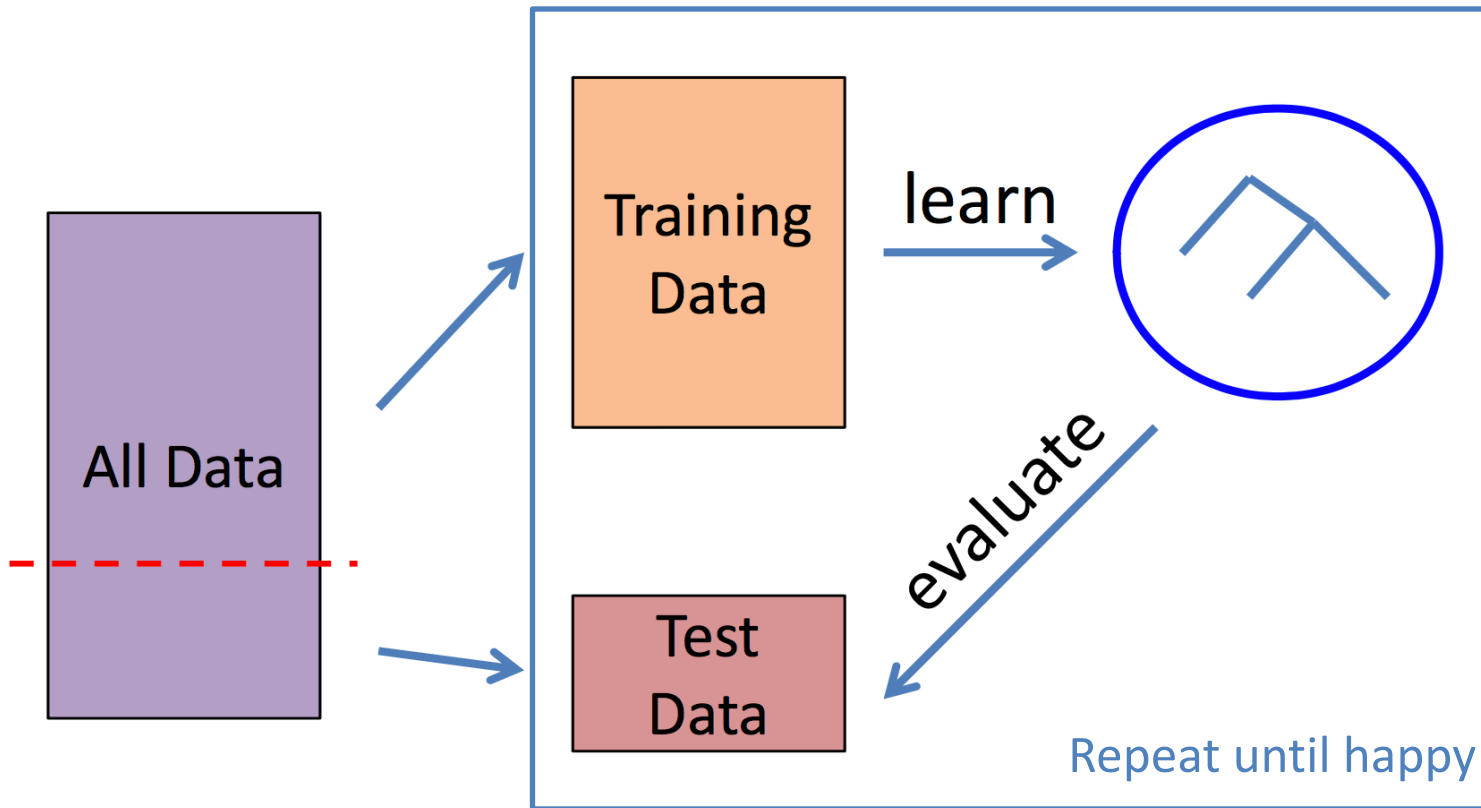 All Data
Training
Data
learn
evaluate
Test
Data
Repeat until happy